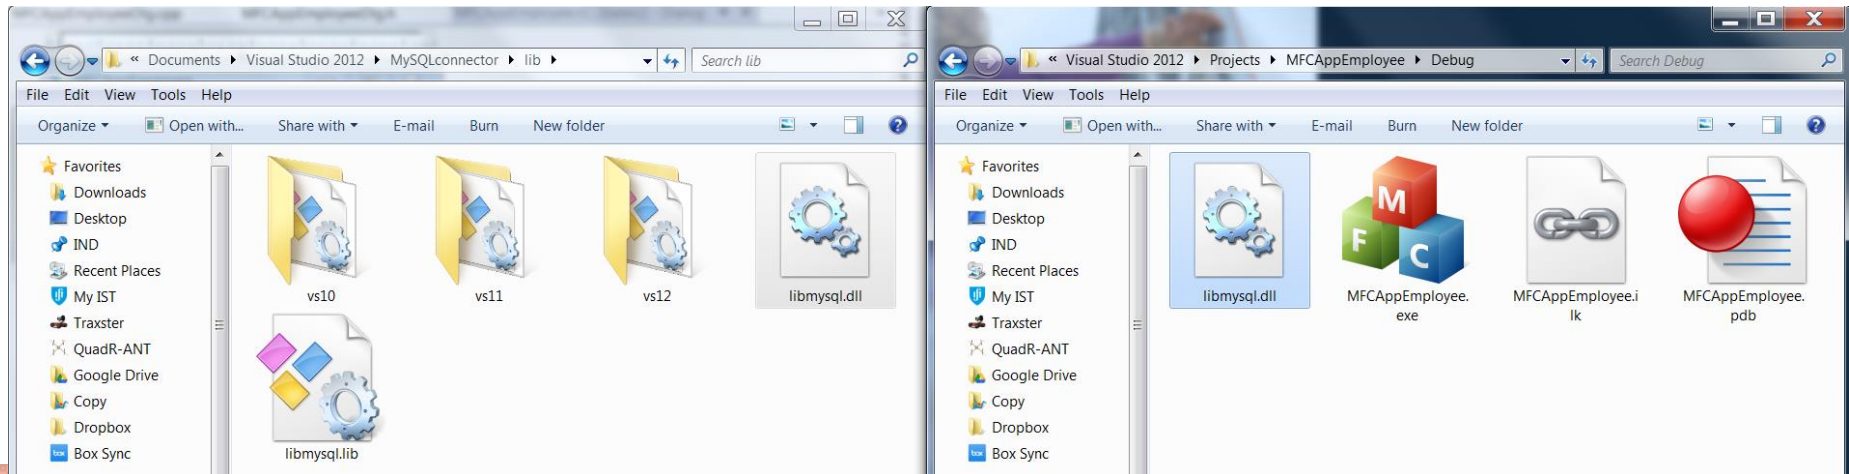 « Documents ▸ Visual Studio 2012 ▸ MySQLconnector ▸ lib ▸
Search lib
File Edit View Tools Help
Organize ▾ Open with... Share with ▾ E-mail Burn New folder
Favorites
Downloads
Desktop
IND
Recent Places
My IST
Traxster
QuadR-ANT
Google Drive
Copy
Dropbox
Box Sync
vs10
vs11
vs12
libmysql.dll
libmysql.lib
« Visual Studio 2012 ▸ Projects ▸ MFCAppEmployee ▸ Debug
Search Debug
File Edit View Tools Help
Organize ▾ Open with... Share with ▾ E-mail Burn New folder
Favorites
Downloads
Desktop
IND
Recent Places
My IST
Traxster
QuadR-ANT
Google Drive
Copy
Dropbox
Box Sync
libmysql.dll
M
F C
MFCAppEmployee.
exe
MFCAppEmployee.i
lk
MFCAppEmployee.
pdb